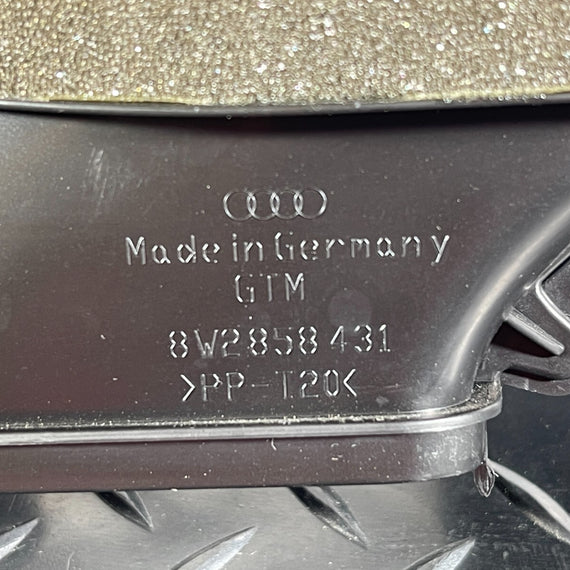 Made in Germany
GTM
8W2858431
>PP-T20<